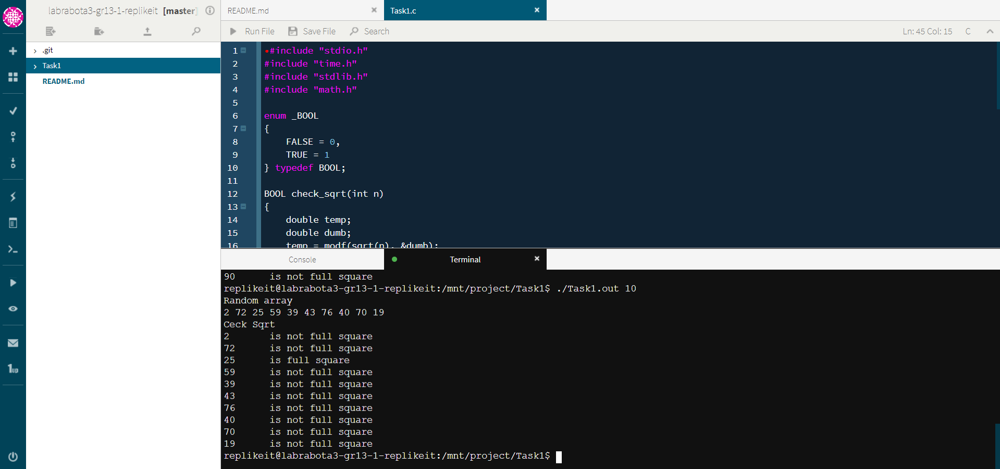 labrabota3-gr13-1-replikeit [master]
README.md
Task1.c
Run File
Save File
Search
Ln: 45 Col: 15
C
.git
Task1
README.md
1up
1 #include "stdio.h"
2 #include "time.h"
3 #include "stdlib.h"
4 #include "math.h"
5
6 enum _BOOL
7 {
8     FALSE = 0,
9     TRUE = 1
10 } typedef BOOL;
11
12 BOOL check_sqrt(int n)
13 {
14     double temp;
15     double dumb;
16     temp = modf(sqrt(n), &dumb);
Console
Terminal
90       is not full square
replikeit@labrabota3-gr13-1-replikeit:/mnt/project/Task1$ ./Task1.out 10
Random array
2 72 25 59 39 43 76 40 70 19
Ceck Sqrt
2       is not full square
72      is not full square
25      is full square
59      is not full square
39      is not full square
43      is not full square
76      is not full square
40      is not full square
70      is not full square
19      is not full square
replikeit@labrabota3-gr13-1-replikeit:/mnt/project/Task1$